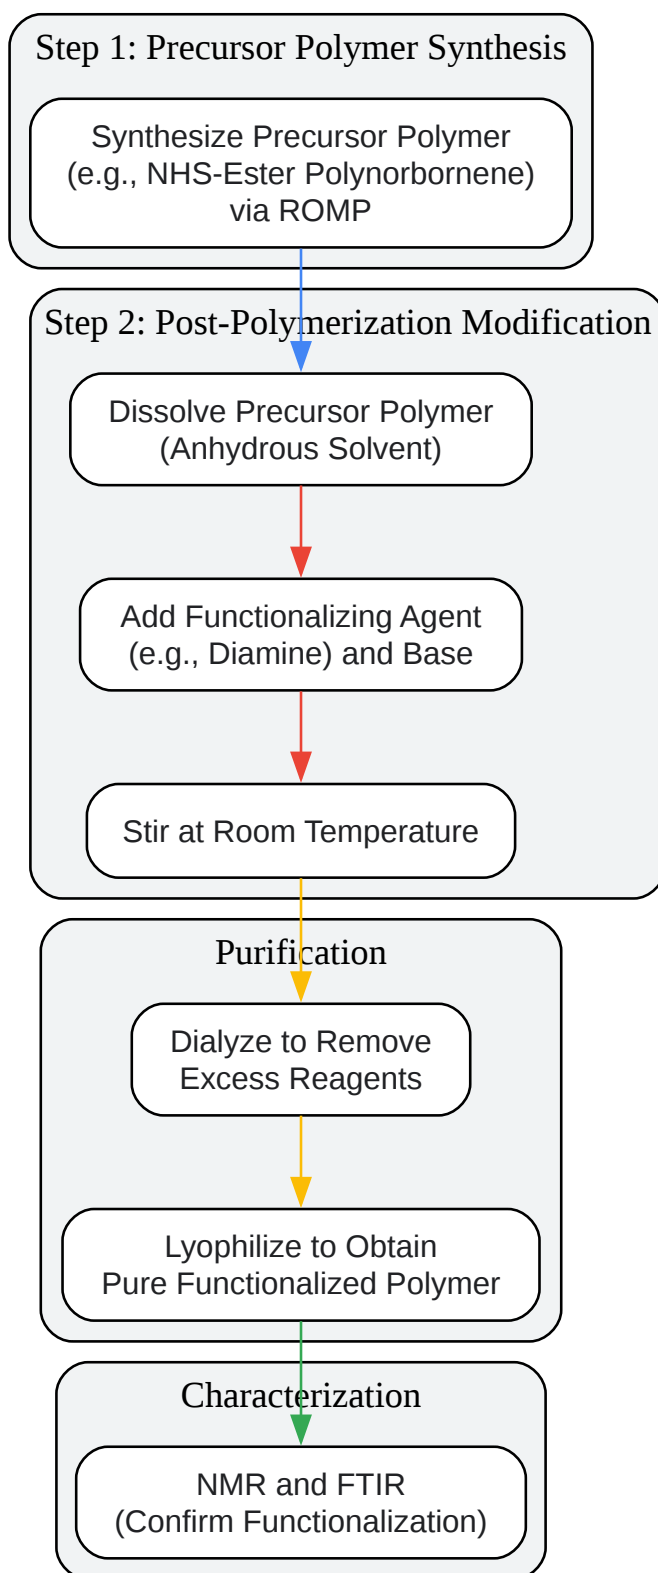 Step 1: Precursor Polymer Synthesis
Synthesize Precursor Polymer
(e.g., NHS-Ester Polynorbornene)
via ROMP
Step 2: Post-Polymerization Modification
Dissolve Precursor Polymer
(Anhydrous Solvent)
Add Functionalizing Agent
(e.g., Diamine) and Base
Stir at Room Temperature
Purification
Dialyze to Remove
Excess Reagents
Lyophilize to Obtain
Pure Functionalized Polymer
Characterization
NMR and FTIR
(Confirm Functionalization)